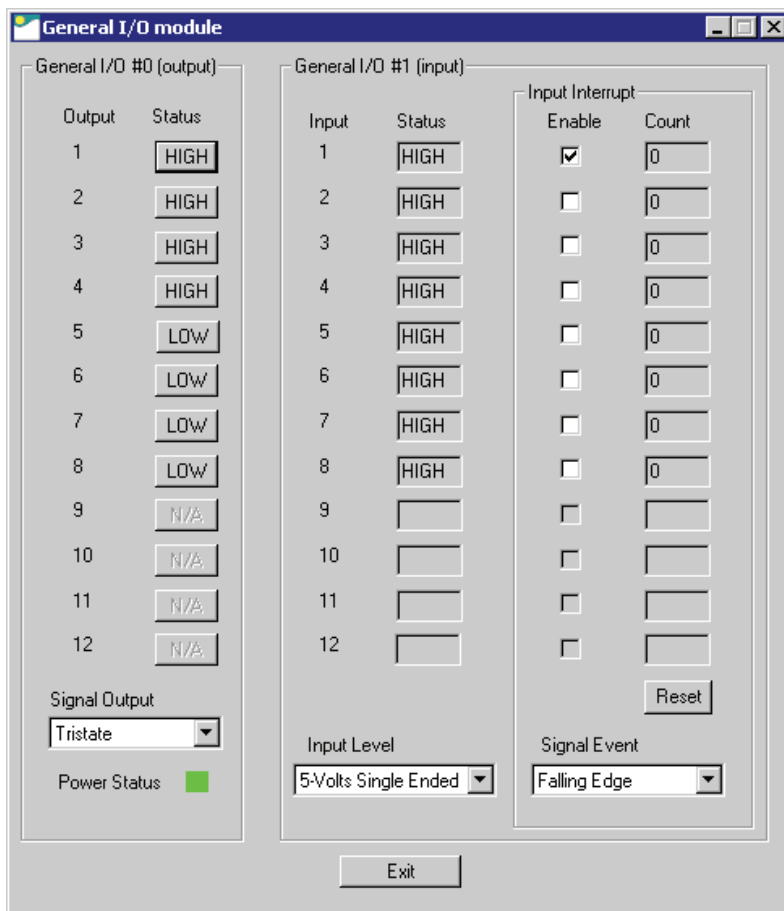 General I/O module
General I/O #0 (output)
Output Status
1 HIGH
2 HIGH
3 HIGH
4 HIGH
5 LOW
6 LOW
7 LOW
8 LOW
9 N/A
10 N/A
11 N/A
12 N/A
Signal Output
Tristate
Power Status
General I/O #1 (input)
Input Status
Input Interrupt
Enable Count
1 HIGH 0
2 HIGH 0
3 HIGH 0
4 HIGH 0
5 HIGH 0
6 HIGH 0
7 HIGH 0
8 HIGH 0
9
10
11
12
Reset
Input Level
5-Volts Single Ended
Signal Event
Falling Edge
Exit